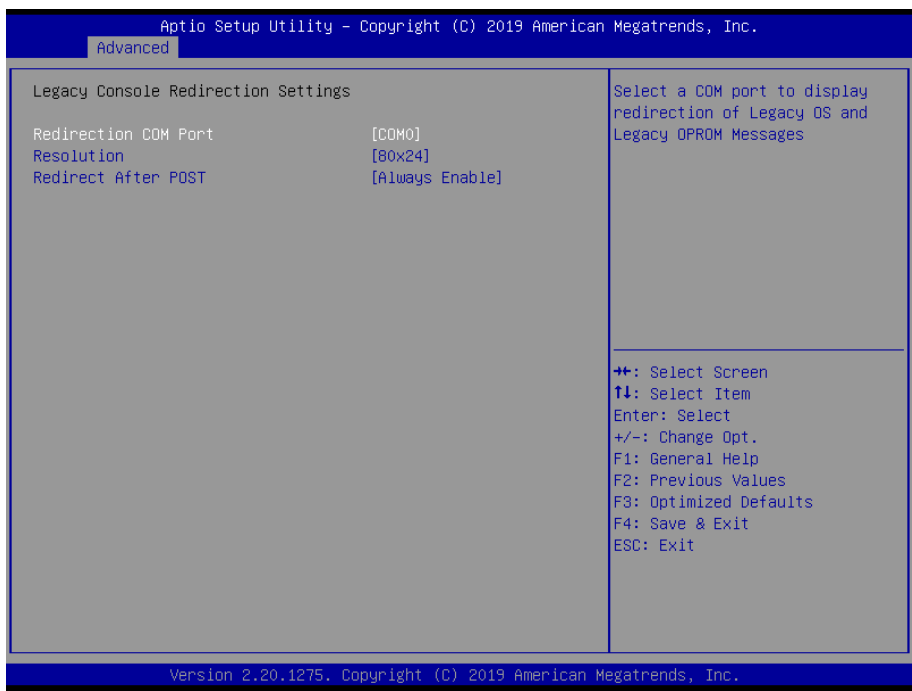 Aptio Setup Utility – Copyright (C) 2019 American Megatrends, Inc.
Advanced
Legacy Console Redirection Settings
Redirection COM Port [COM0]
Resolution [80x24]
Redirect After POST [Always Enable]
Select a COM port to display
redirection of Legacy OS and
Legacy OPROM Messages
→←: Select Screen
↑↓: Select Item
Enter: Select
+/-: Change Opt.
F1: General Help
F2: Previous Values
F3: Optimized Defaults
F4: Save & Exit
ESC: Exit
Version 2.20.1275. Copyright (C) 2019 American Megatrends, Inc.